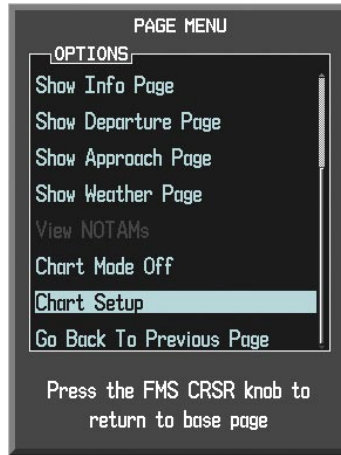 PAGE MENU
OPTIONS
Show Info Page
Show Departure Page
Show Approach Page
Show Weather Page
View NOTAMs
Chart Mode Off
Chart Setup
Go Back To Previous Page
Press the FMS CRSR knob to
return to base page